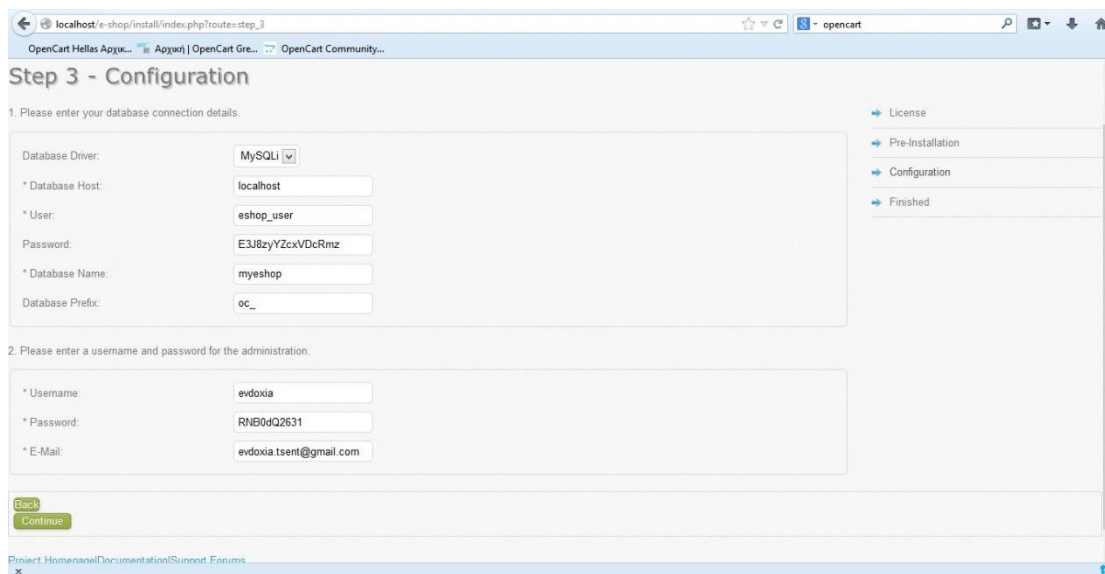 localhost/e-shop/install/index.php?route=step_3
opencart
OpenCart Hellas Αρχικ...
Αρχική | OpenCart Gre...
OpenCart Community...
Step 3 - Configuration
1. Please enter your database connection details.
Database Driver: MySQLi
* Database Host: localhost
* User: eshop_user
Password: E3J8zyYZcxVDcRmz
* Database Name: myeshop
Database Prefix: oc_
2. Please enter a username and password for the administration.
* Username: evdoxia
* Password: RNB0dQ2631
* E-Mail: evdoxia.tsent@gmail.com
Back
Continue
License
Pre-Installation
Configuration
Finished
Project Homepage|Documentation|Support Forums